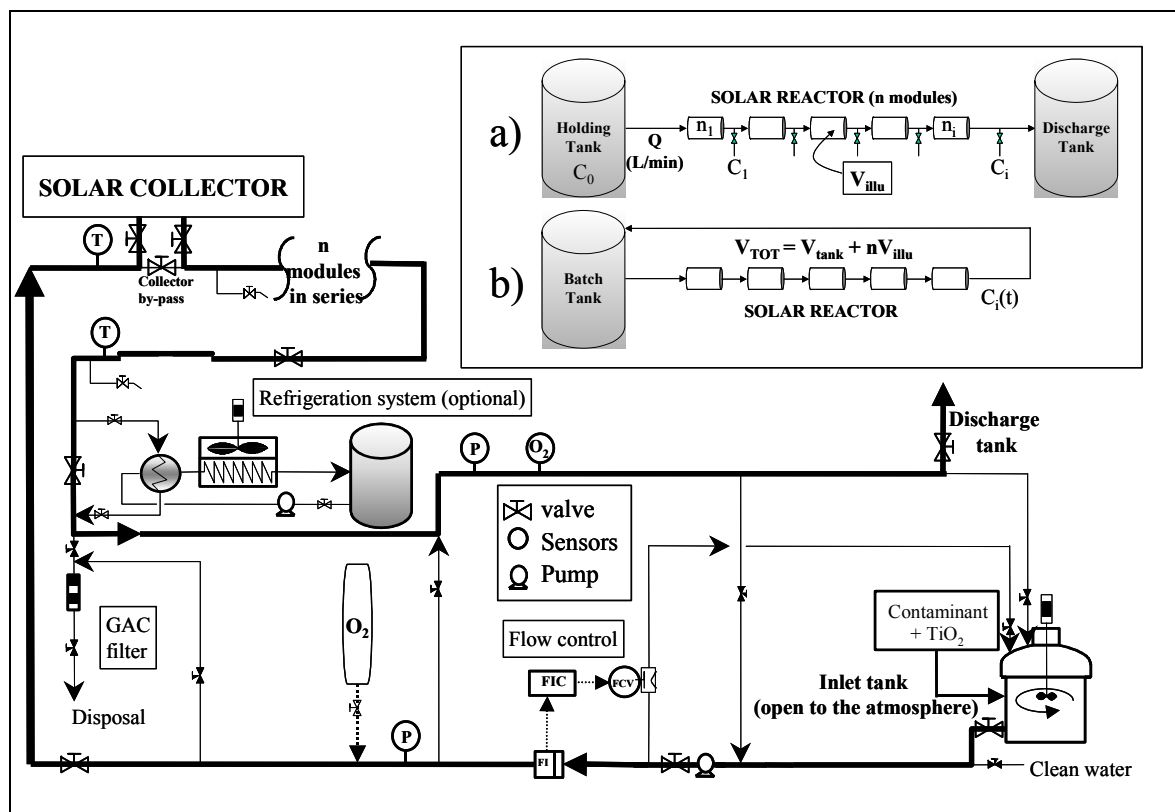 a)
SOLAR REACTOR (n modules)
Holding
Tank
C0
Q
(L/min)
n1
C1
Villu
ni
Ci
Discharge
Tank
b)
Batch
Tank
VTOT = Vtank + nVillu
SOLAR REACTOR
Ci(t)
SOLAR COLLECTOR
T
Collector
by-pass
n
modules
in series
T
Refrigeration system (optional)
P
O2
Discharge
tank
valve
Sensors
Pump
GAC
filter
Disposal
O2
Flow control
FIC
FCV
FI
P
Contaminant
+ TiO2
Inlet tank
(open to the atmosphere)
Clean water